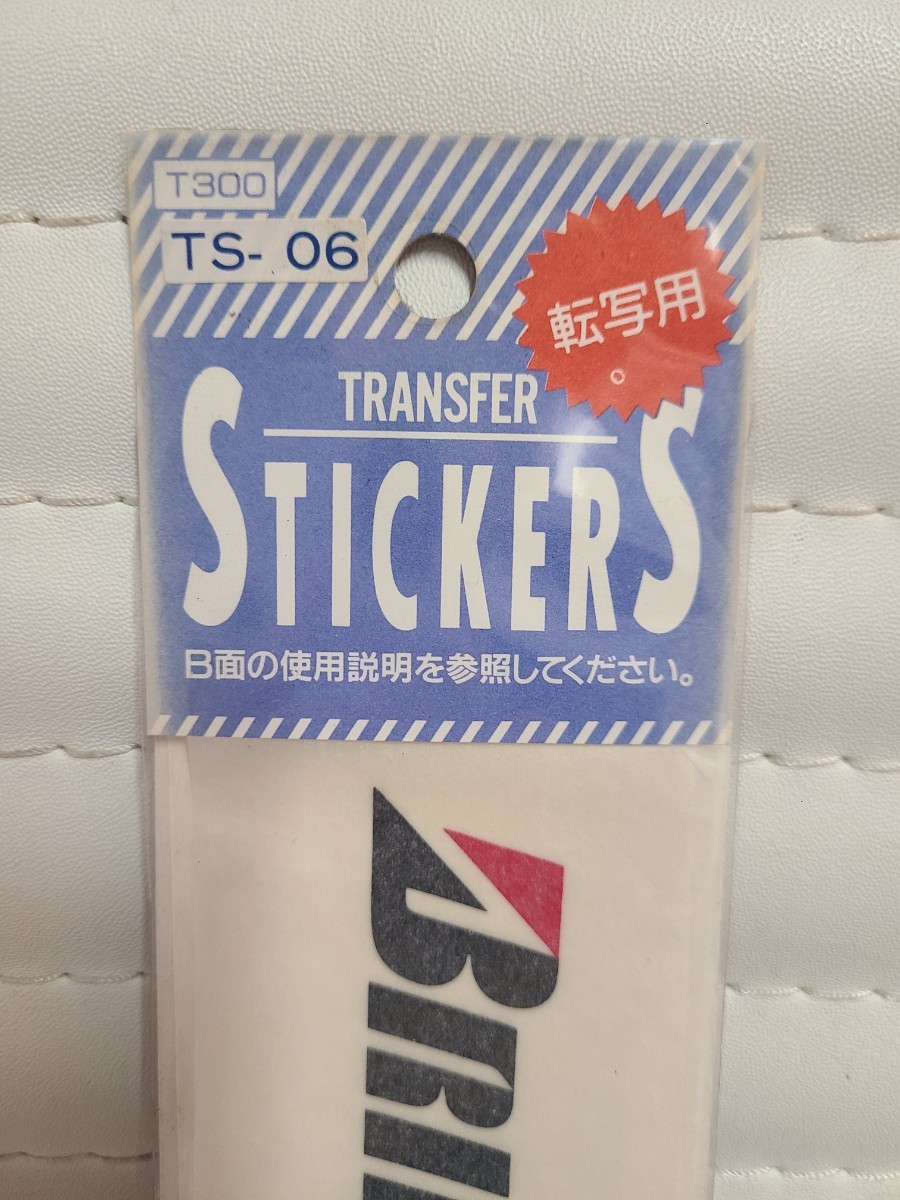 T300
TS- 06
転写用
TRANSFER
STICKERS
B面の使用説明を参照してください。
BRI